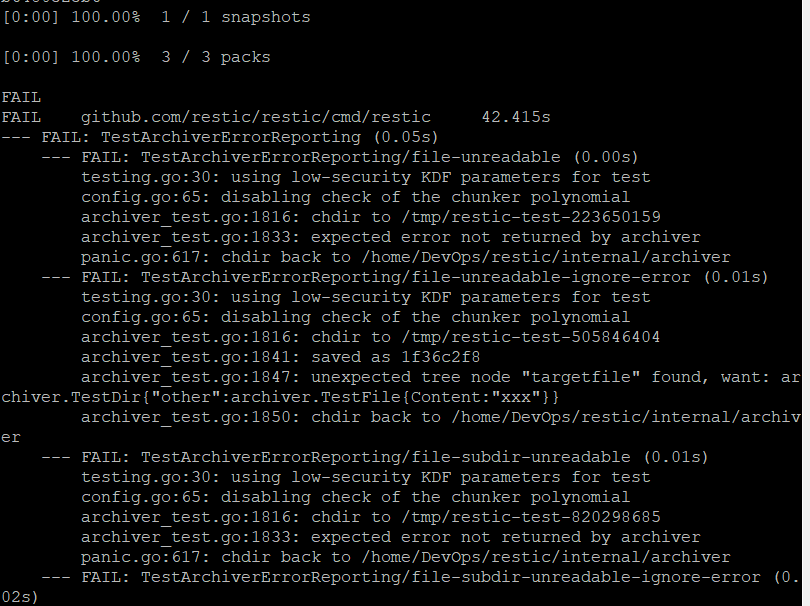 [0:00] 100.00%  1 / 1 snapshots
[0:00] 100.00%  3 / 3 packs
FAIL
FAIL    github.com/restic/restic/cmd/restic     42.415s
--- FAIL: TestArchiverErrorReporting (0.05s)
    --- FAIL: TestArchiverErrorReporting/file-unreadable (0.00s)
        testing.go:30: using low-security KDF parameters for test
        config.go:65: disabling check of the chunker polynomial
        archiver_test.go:1816: chdir to /tmp/restic-test-223650159
        archiver_test.go:1833: expected error not returned by archiver
        panic.go:617: chdir back to /home/DevOps/restic/internal/archiver
    --- FAIL: TestArchiverErrorReporting/file-unreadable-ignore-error (0.01s)
        testing.go:30: using low-security KDF parameters for test
        config.go:65: disabling check of the chunker polynomial
        archiver_test.go:1816: chdir to /tmp/restic-test-505846404
        archiver_test.go:1841: saved as 1f36c2f8
        archiver_test.go:1847: unexpected tree node "targetfile" found, want: ar
chiver.TestDir{"other":archiver.TestFile{Content:"xxx"}}
        archiver_test.go:1850: chdir back to /home/DevOps/restic/internal/archiv
er
    --- FAIL: TestArchiverErrorReporting/file-subdir-unreadable (0.01s)
        testing.go:30: using low-security KDF parameters for test
        config.go:65: disabling check of the chunker polynomial
        archiver_test.go:1816: chdir to /tmp/restic-test-820298685
        archiver_test.go:1833: expected error not returned by archiver
        panic.go:617: chdir back to /home/DevOps/restic/internal/archiver
    --- FAIL: TestArchiverErrorReporting/file-subdir-unreadable-ignore-error (0.
02s)